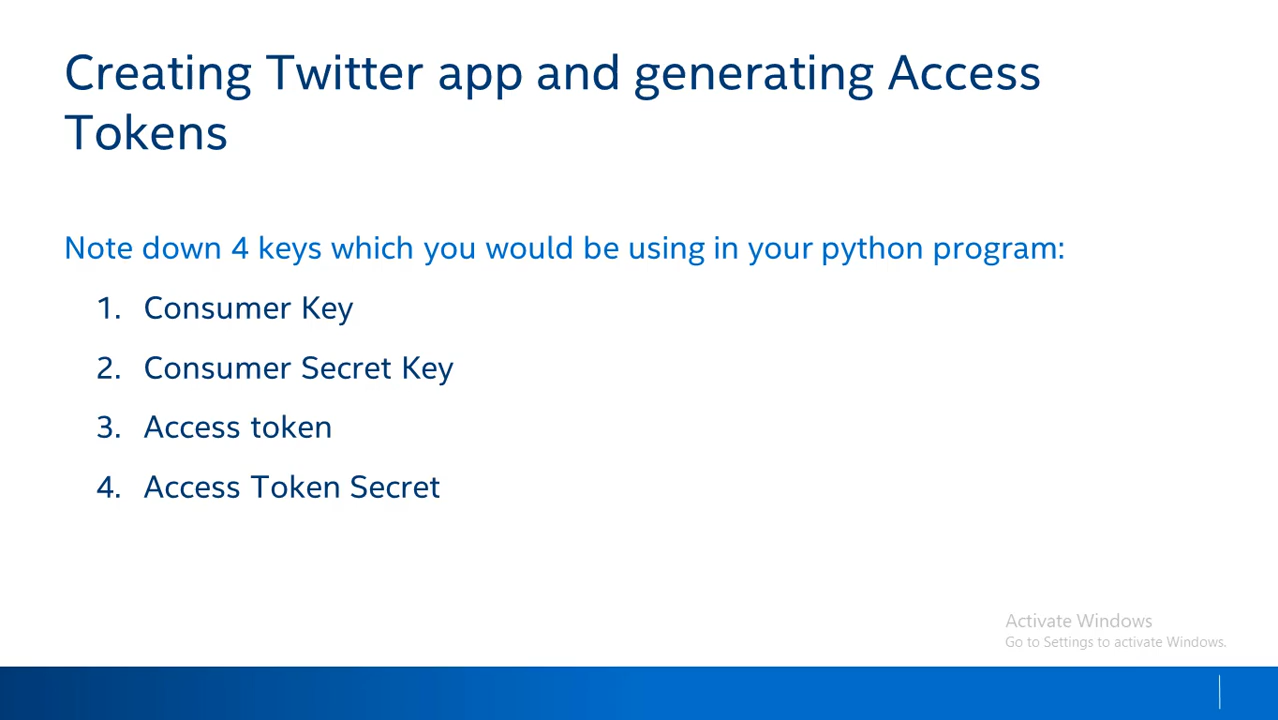 Creating Twitter app and generating Access
Tokens
Note down 4 keys which you would be using in your python program:
1. Consumer Key
2. Consumer Secret Key
3. Access token
4. Access Token Secret
Activate Windows
Go to Settings to activate Windows.